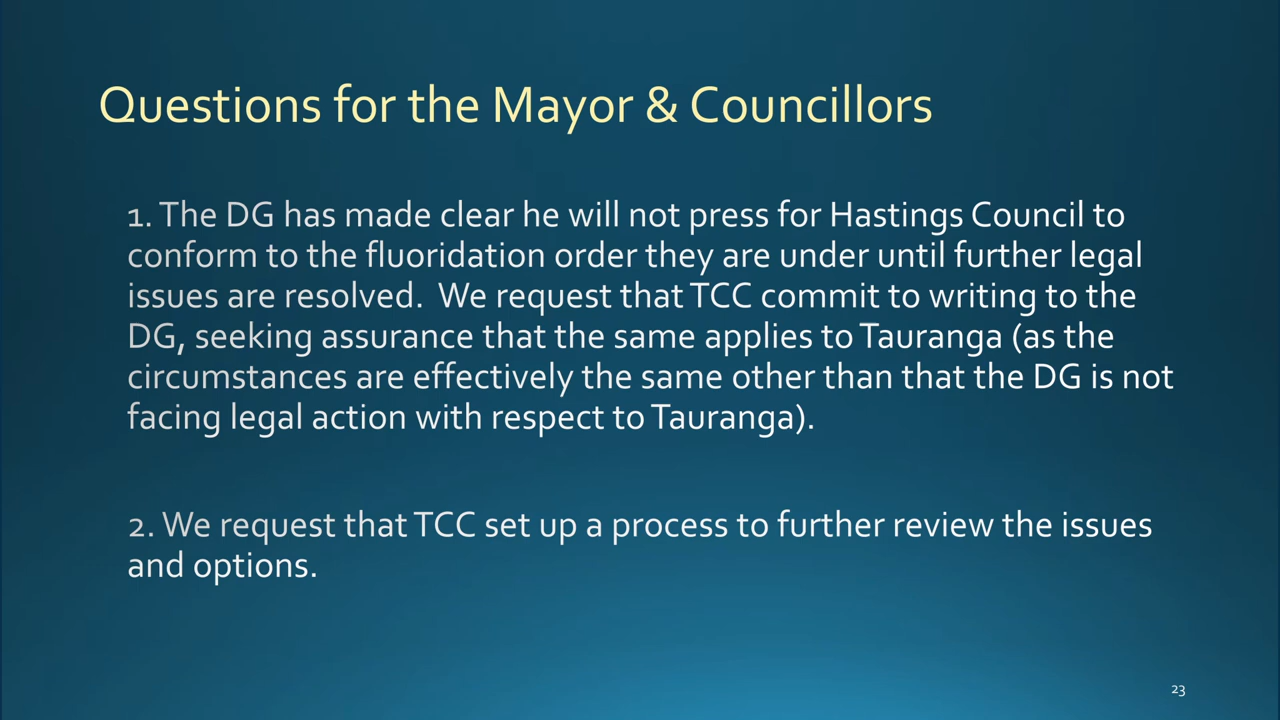 Questions for the Mayor & Councillors
1. The DG has made clear he will not press for Hastings Council to
conform to the fluoridation order they are under until further legal
issues are resolved.  We request that TCC commit to writing to the
DG, seeking assurance that the same applies to Tauranga (as the
circumstances are effectively the same other than that the DG is not
facing legal action with respect to Tauranga).
2. We request that TCC set up a process to further review the issues
and options.
23